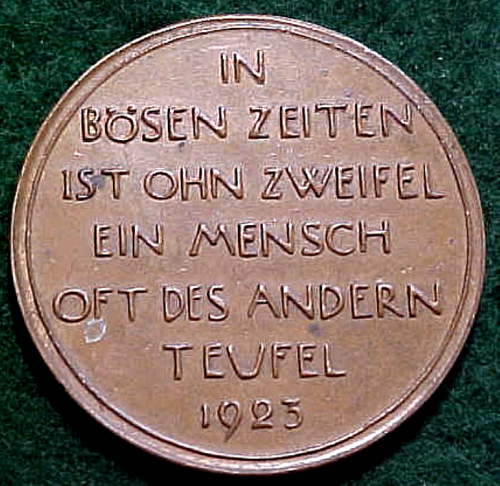 IN
BÖSEN ZEITEN
IST OHN ZWEIFEL
EIN MENSCH
OFT DES ANDERN
TEUFEL
1923